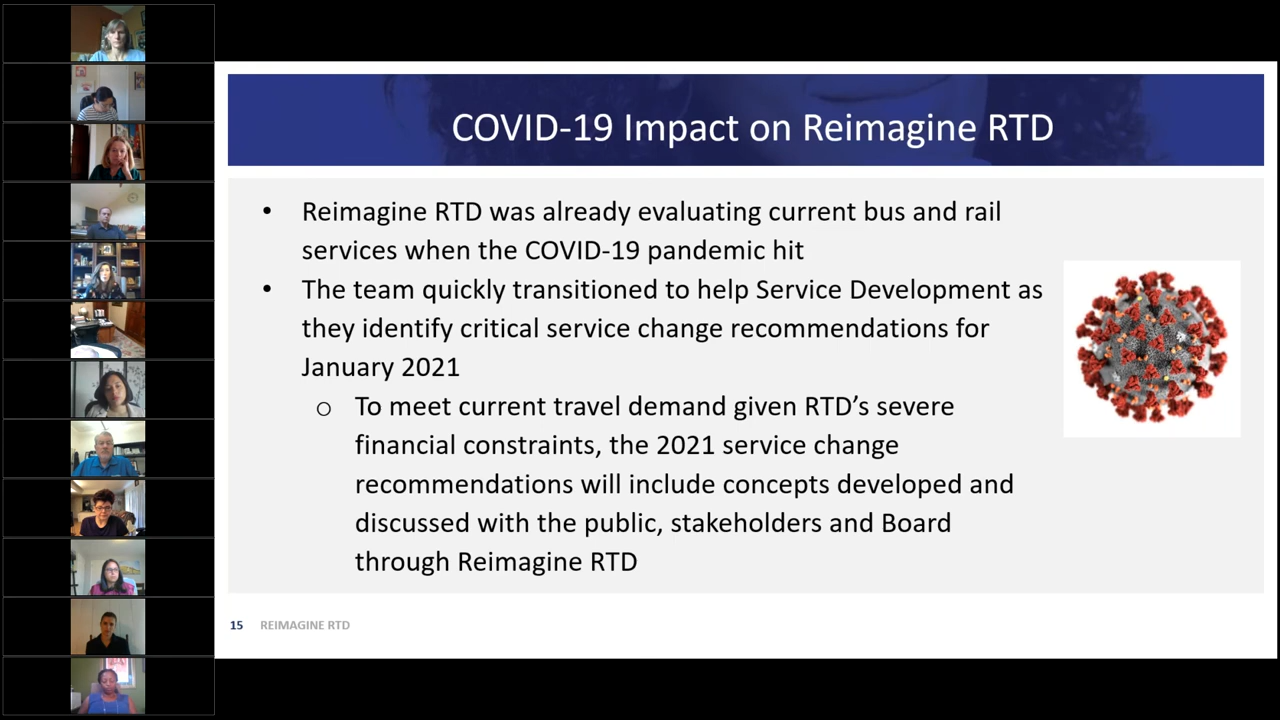 COVID-19 Impact on Reimagine RTD
• Reimagine RTD was already evaluating current bus and rail
services when the COVID-19 pandemic hit
• The team quickly transitioned to help Service Development as
they identify critical service change recommendations for
January 2021
○ To meet current travel demand given RTD’s severe
financial constraints, the 2021 service change
recommendations will include concepts developed and
discussed with the public, stakeholders and Board
through Reimagine RTD
15 REIMAGINE RTD